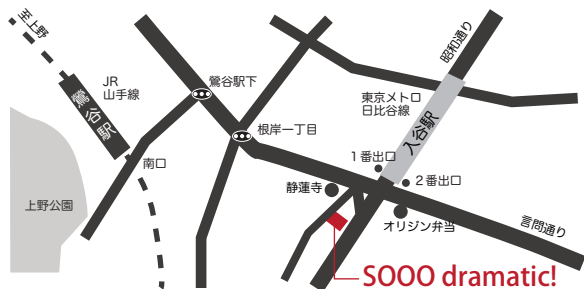 至上野
JR
山手線
鶯谷駅
鶯谷駅下
根岸一丁目
南口
上野公園
昭和通り
東京メトロ
日比谷線
入谷駅
1番出口
2番出口
静蓮寺
オリジン弁当
言問通り
SOOO dramatic!